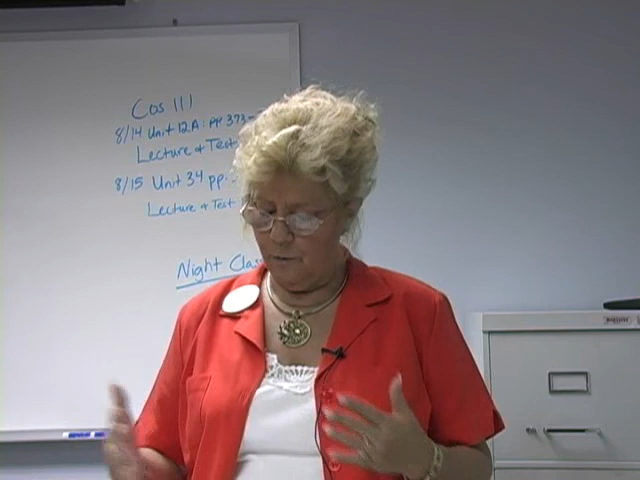 Cos 111
8/14 Unit 12A: pp 373-
Lecture & Test
8/15 Unit 34 pp.
Lecture & Test
Night Clas